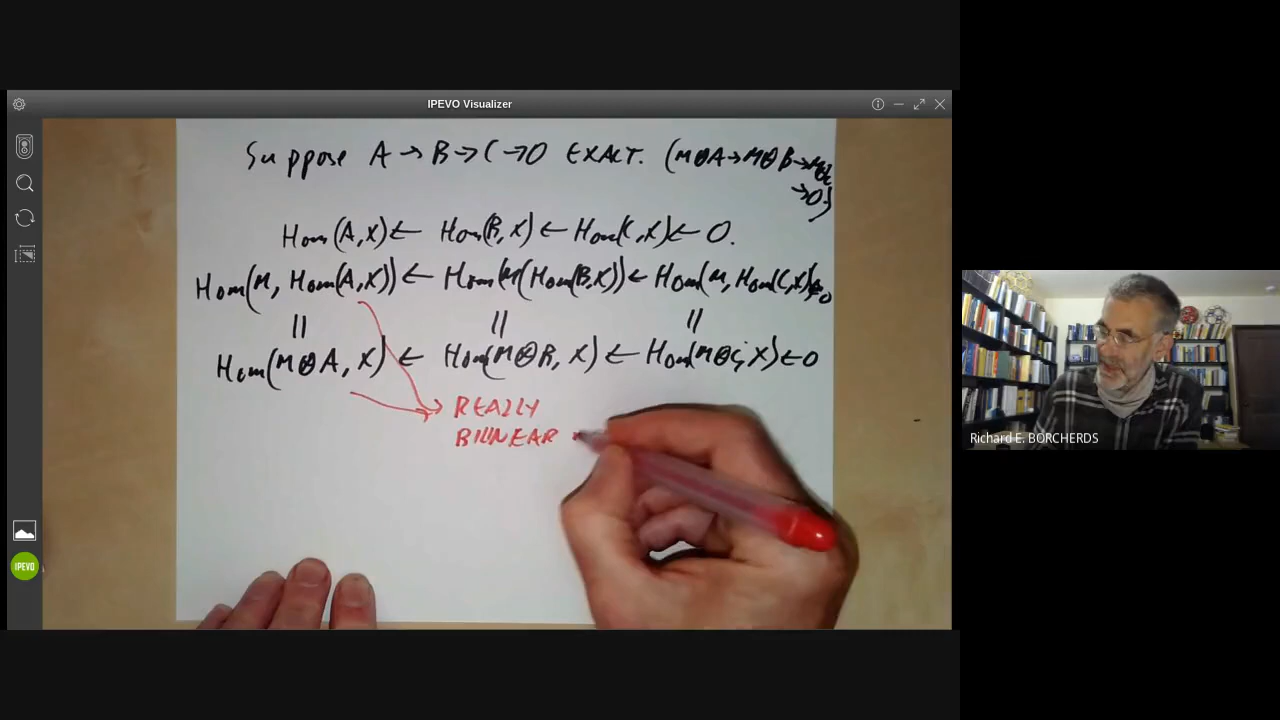 IPEVO Visualizer
Suppose A → B → C → 0 EXACT. (M⊗A → M⊗B → M⊗C
→ 0)
Hom(A, X) ← Hom(B, X) ← Hom(C, X) ← 0.
Hom(M, Hom(A, X)) ← Hom(M(Hom(B, X)) ← Hom(M, Hom(C, X) ← 0
|| || ||
Hom(M⊗A, X) ← Hom(M⊗B, X) ← Hom(M⊗C, X) ← 0
REALLY
BILINEAR
Richard E. BORCHERDS
IPEVO